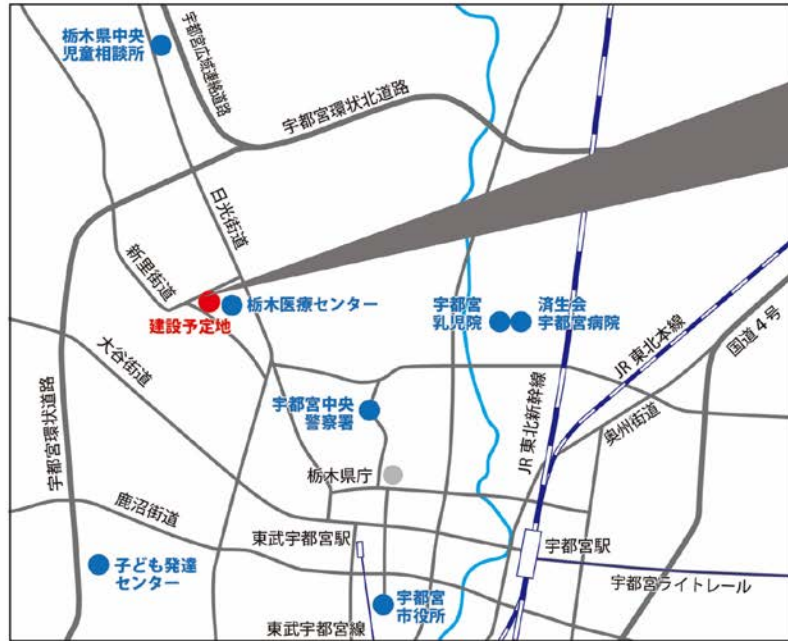 栃木県中央
児童相談所
宇都宮広域連絡道路
宇都宮環状北道路
日光街道
新里街道
建設予定地
栃木医療センター
宇都宮
乳児院
済生会
宇都宮病院
JR 東北本線
国道4号
大谷街道
宇都宮環状道路
宇都宮中央
警察署
JR 東北新幹線
奥州街道
栃木県庁
鹿沼街道
東武宇都宮駅
宇都宮駅
子ども発達
センター
宇都宮ライトレール
宇都宮
市役所
東武宇都宮線